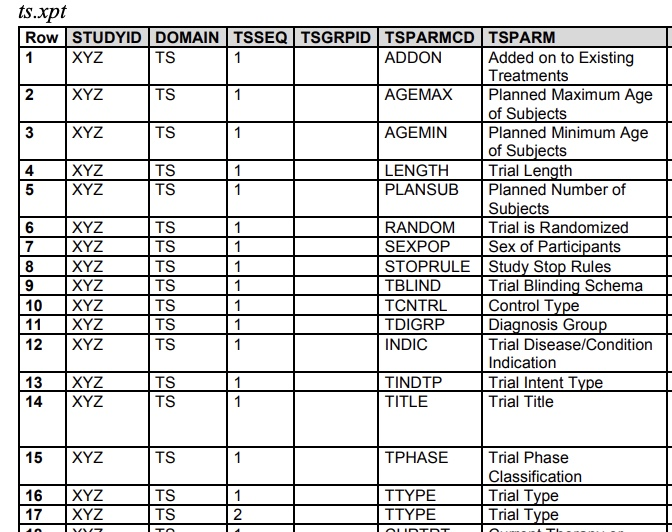 ts.xpt
Row STUDYID DOMAIN TSSEQ TSGRPID TSPARMCD TSPARM
1 XYZ TS 1 ADDON Added on to Existing
Treatments
2 XYZ TS 1 AGEMAX Planned Maximum Age
of Subjects
3 XYZ TS 1 AGEMIN Planned Minimum Age
of Subjects
4 XYZ TS 1 LENGTH Trial Length
5 XYZ TS 1 PLANSUB Planned Number of
Subjects
6 XYZ TS 1 RANDOM Trial is Randomized
7 XYZ TS 1 SEXPOP Sex of Participants
8 XYZ TS 1 STOPRULE Study Stop Rules
9 XYZ TS 1 TBLIND Trial Blinding Schema
10 XYZ TS 1 TCNTRL Control Type
11 XYZ TS 1 TDIGRP Diagnosis Group
12 XYZ TS 1 INDIC Trial Disease/Condition
Indication
13 XYZ TS 1 TINDTP Trial Intent Type
14 XYZ TS 1 TITLE Trial Title
15 XYZ TS 1 TPHASE Trial Phase
Classification
16 XYZ TS 1 TTYPE Trial Type
17 XYZ TS 2 TTYPE Trial Type